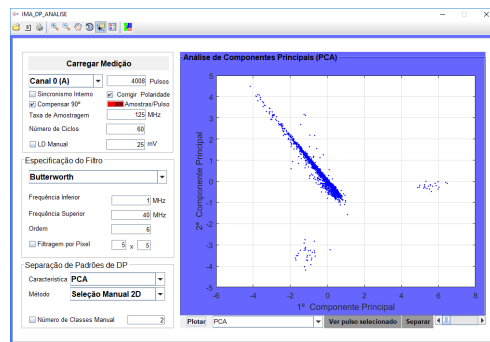 IMA_DP_ANALISE
Carregar Medição
Canal 0 (A)
4008 Pulsos
Sincronismo Interno
Corrigir Polaridade
Compensar 90º
Amostras/Pulso
Taxa de Amostragem
125 MHz
Número de Ciclos
60
LD Manual
25 mV
Especificação do Filtro
Butterworth
Frequência Inferior
1 MHz
Frequência Superior
40 MHz
Ordem
6
Filtragem por Pixel
5 x 5
Separação de Padrões de DP
Característica PCA
Método Seleção Manual 2D
Número de Classes Manual
2
Análise de Componentes Principais (PCA)
5
4
3
2
1
0
-1
-2
-3
-4
-5
2ª Componente Principal
-6 -4 -2 0 2 4 6 8
1ª Componente Principal
Plotar PCA
Ver pulso selecionado
Separar